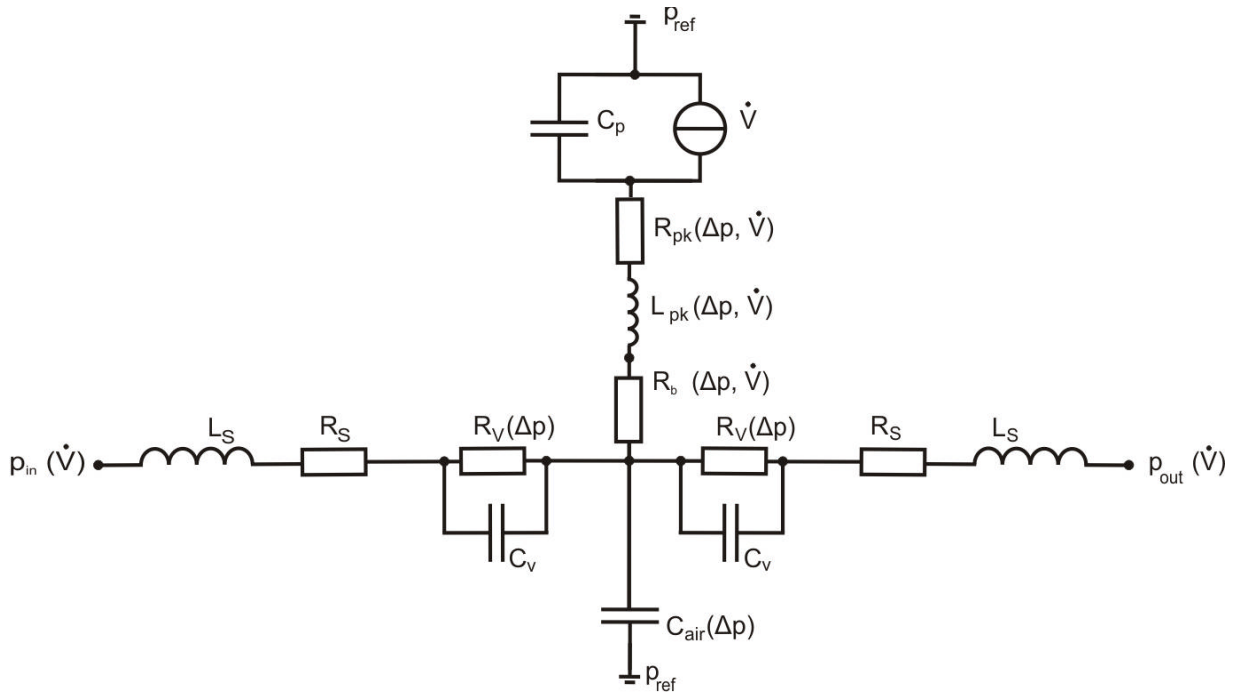 p_ref
C_p
V̇
R_pk(Δp, V̇)
L_pk(Δp, V̇)
R_b (Δp, V̇)
L_S R_S R_V(Δp) R_V(Δp) R_S L_S
p_in (V̇) p_out (V̇)
C_v C_v
C_air(Δp)
p_ref